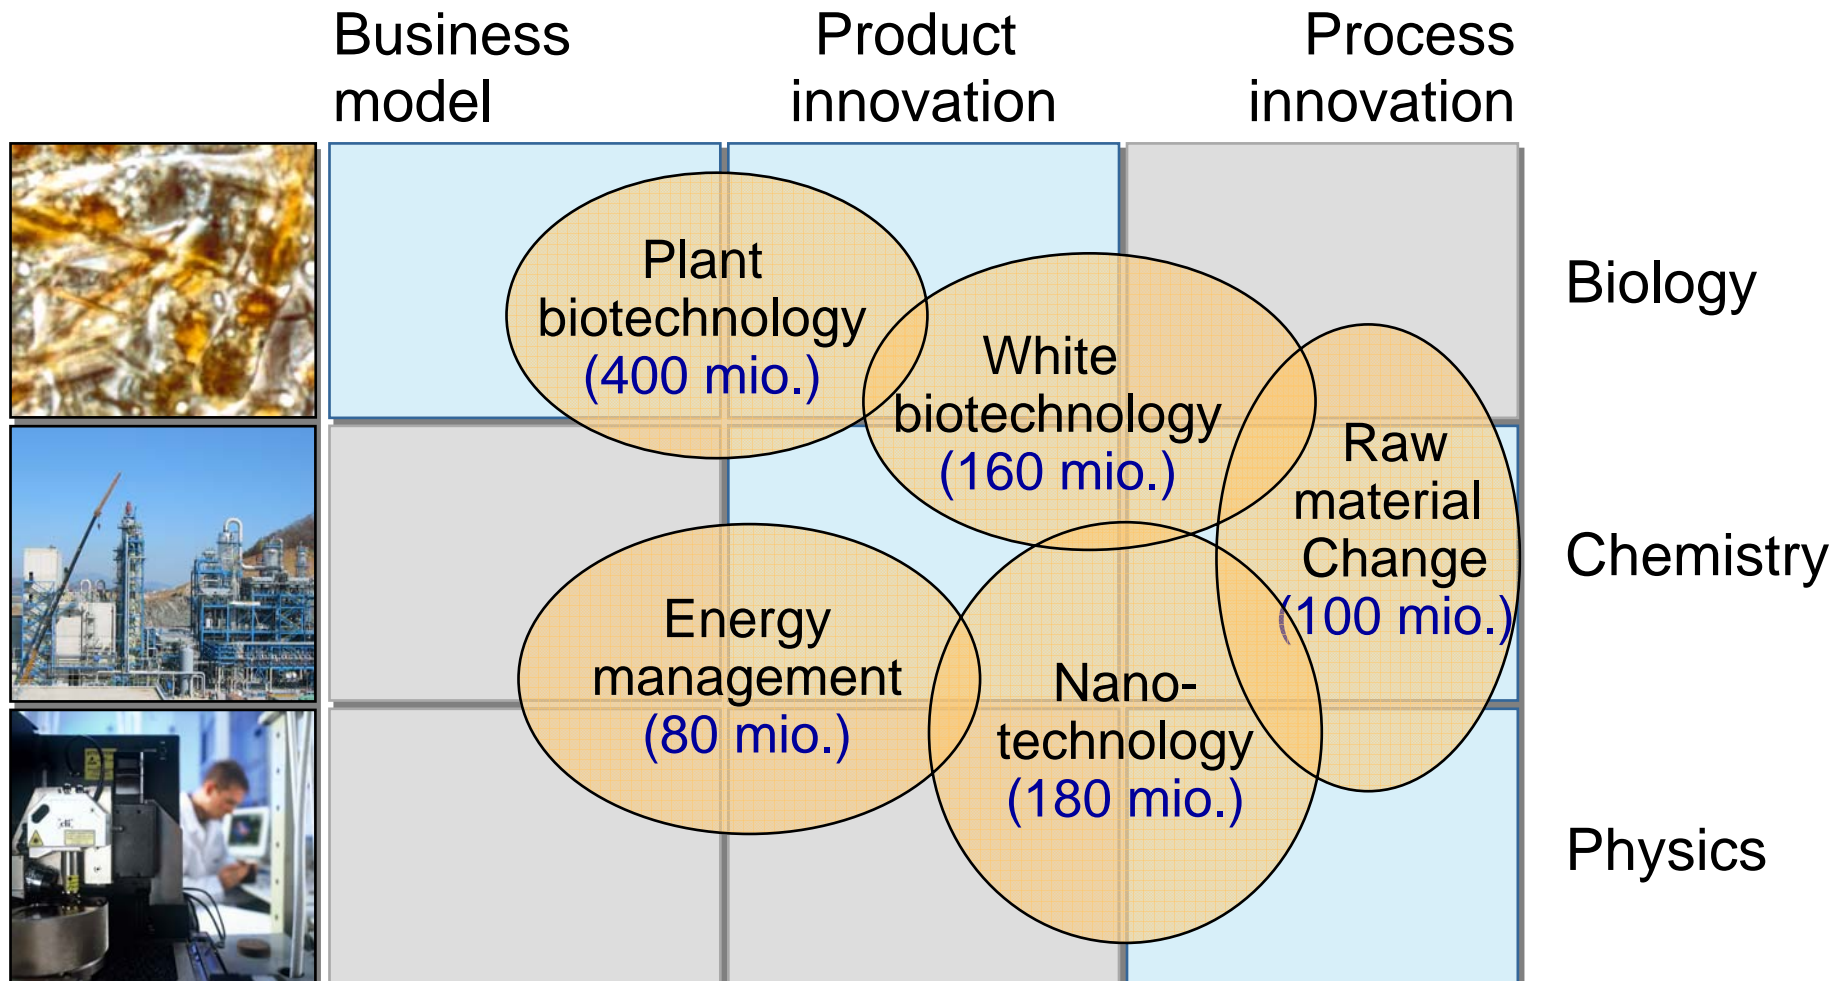 Business
model
Product
innovation
Process
innovation
Plant
biotechnology
(400 mio.)
White
biotechnology
(160 mio.)
Raw
material
Change
(100 mio.)
Energy
management
(80 mio.)
Nano-
technology
(180 mio.)
Biology
Chemistry
Physics